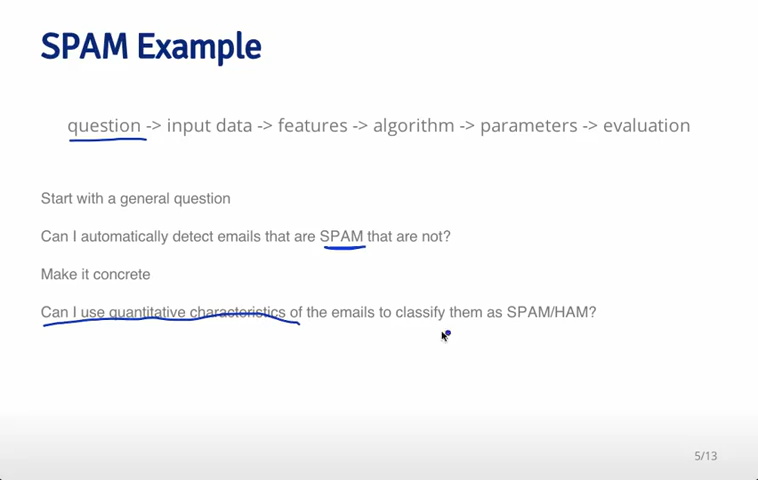 SPAM Example
question -> input data -> features -> algorithm -> parameters -> evaluation
Start with a general question
Can I automatically detect emails that are SPAM that are not?
Make it concrete
Can I use quantitative characteristics of the emails to classify them as SPAM/HAM?
5/13